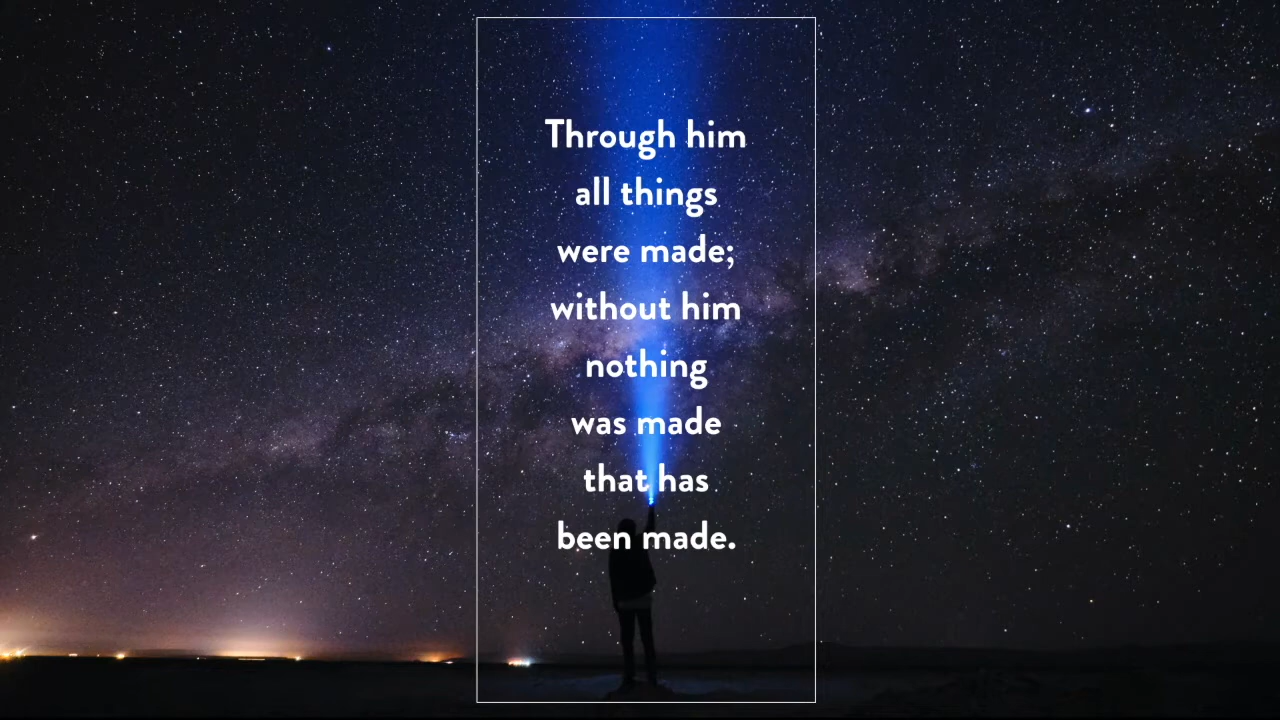 Through him
all things
were made;
without him
nothing
was made
that has
been made.